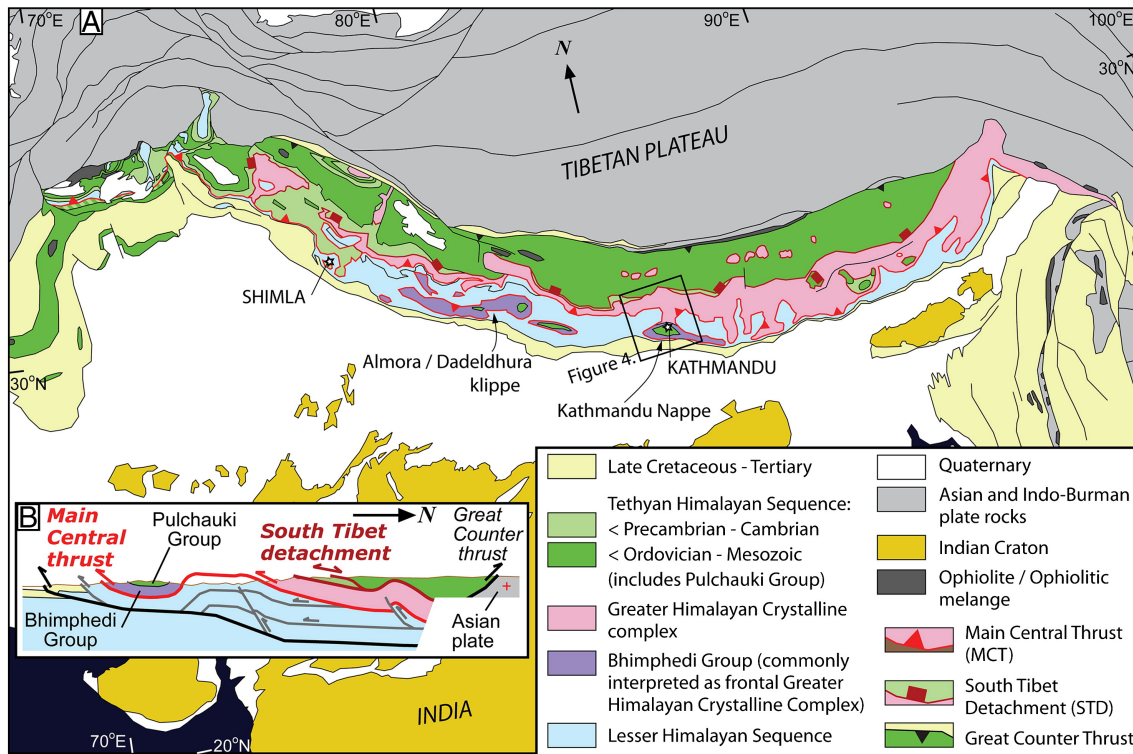 A
70°E
80°E
90°E
100°E
30°N
N
TIBETAN PLATEAU
SHIMLA
Almora / Dadeldhura
klippe
Figure 4.
KATHMANDU
Kathmandu Nappe
30°N
INDIA
70°E
20°N
B
Main
Central
thrust
Pulchauki
Group
South Tibet
detachment
N
Great
Counter
thrust
+
Bhimphedi
Group
Asian
plate
Late Cretaceous - Tertiary
Tethyan Himalayan Sequence:
< Precambrian - Cambrian
< Ordovician - Mesozoic
(includes Pulchauki Group)
Greater Himalayan Crystalline
complex
Bhimphedi Group (commonly
interpreted as frontal Greater
Himalayan Crystalline Complex)
Lesser Himalayan Sequence
Quaternary
Asian and Indo-Burman
plate rocks
Indian Craton
Ophiolite / Ophiolitic
melange
Main Central Thrust
(MCT)
South Tibet
Detachment (STD)
Great Counter Thrust